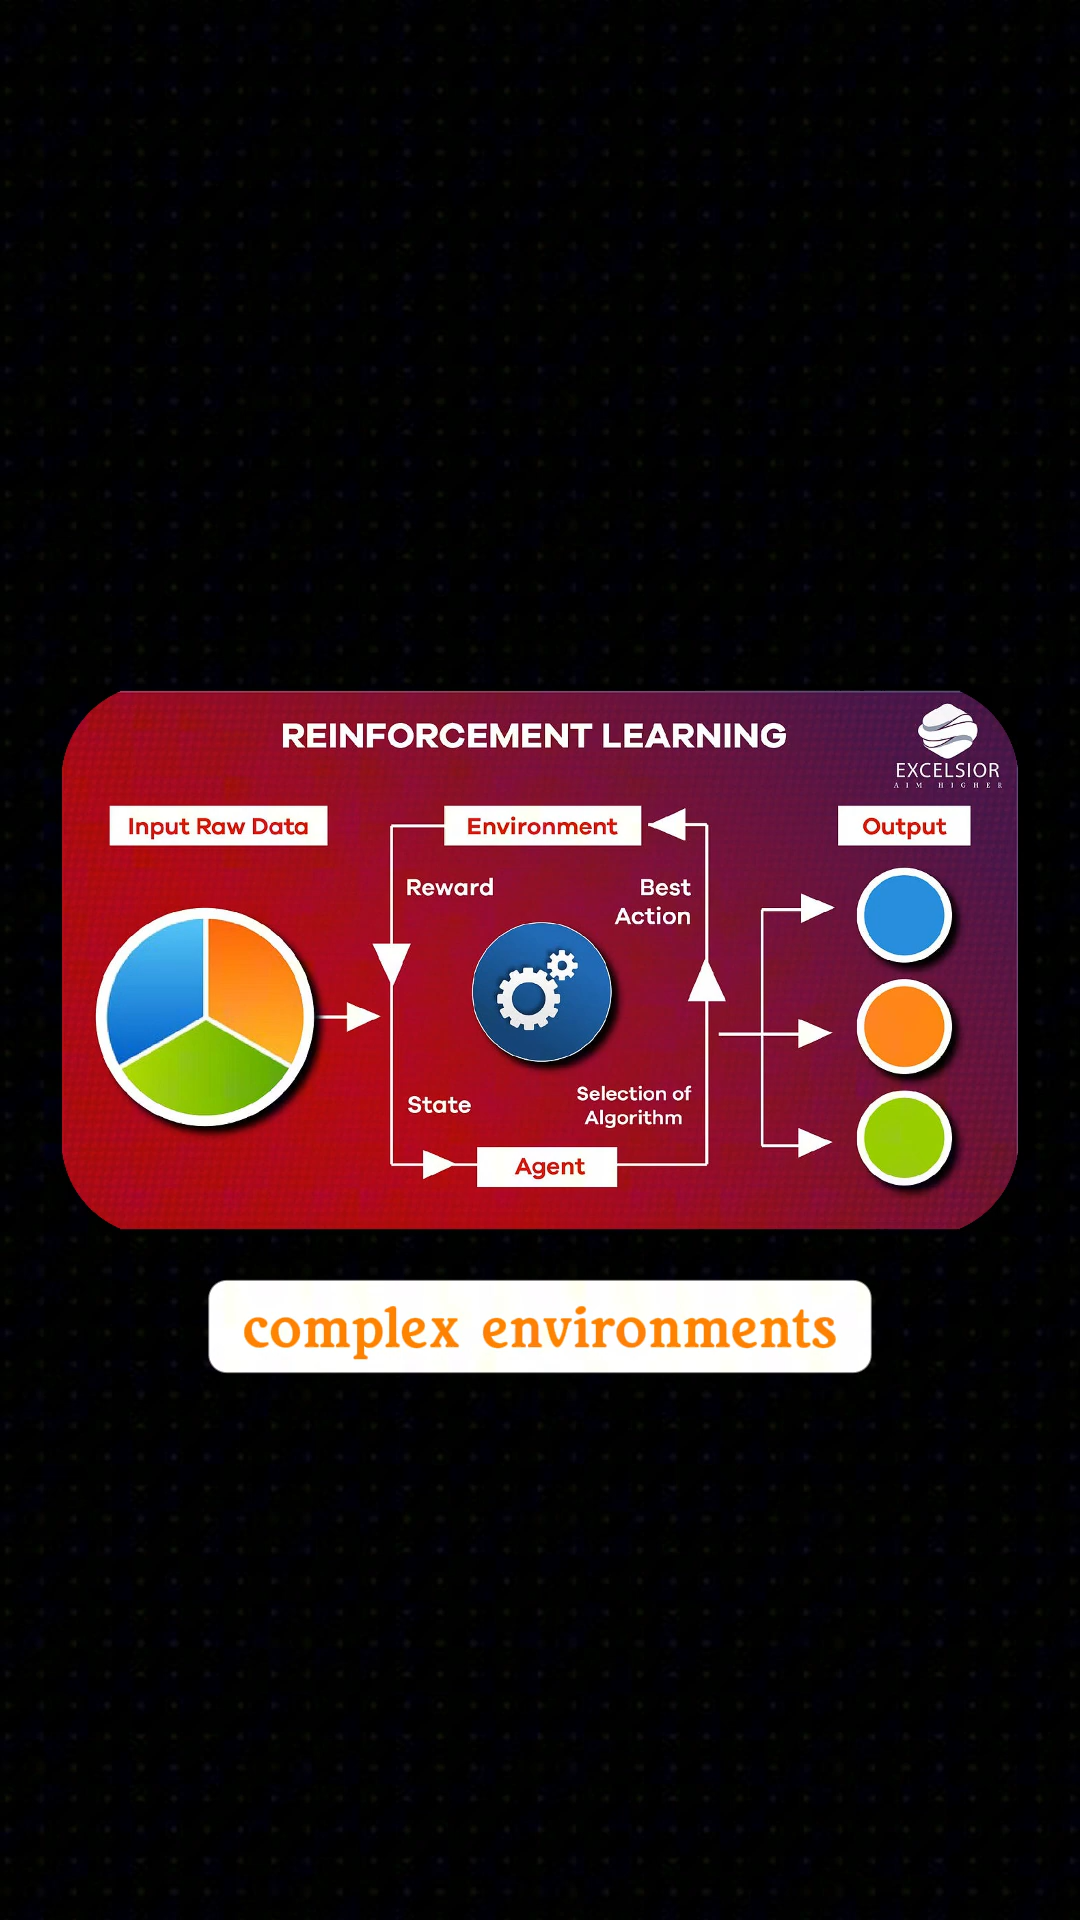 REINFORCEMENT LEARNING
EXCELSIOR
AIM HIGHER
Input Raw Data
Environment
Output
Reward
Best
Action
State
Selection of
Algorithm
Agent
complex environments